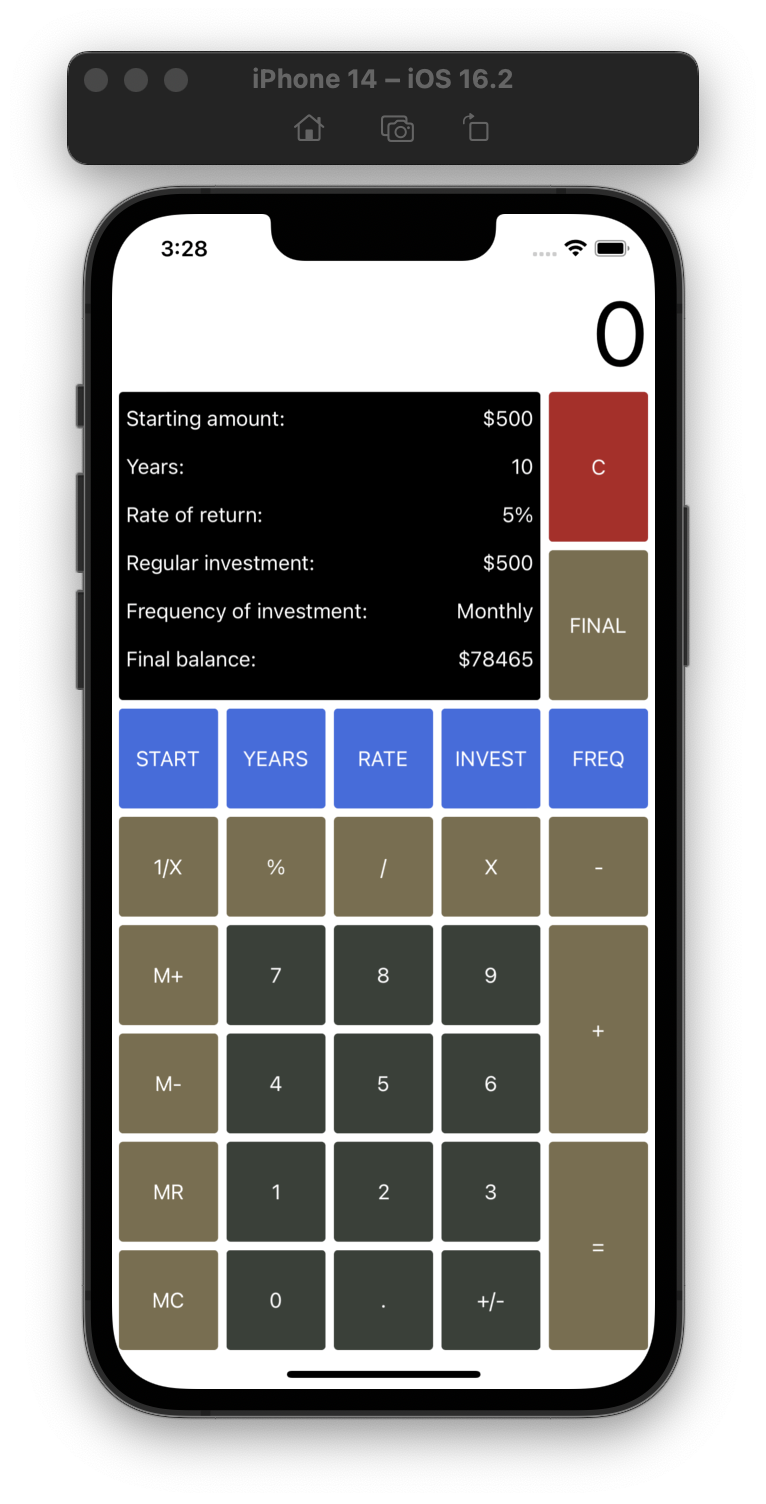 iPhone 14 – iOS 16.2
3:28
0
Starting amount: $500
Years: 10
Rate of return: 5%
Regular investment: $500
Frequency of investment: Monthly
Final balance: $78465
C
FINAL
START YEARS RATE INVEST FREQ
1/X % / X -
M+ 7 8 9
+
M- 4 5 6
MR 1 2 3
=
MC 0 . +/-